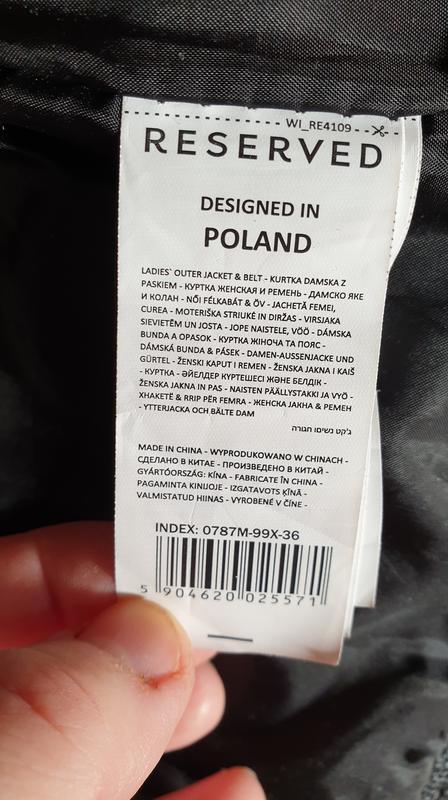 WI_RE4109
RESERVED
DESIGNED IN
POLAND
LADIES` OUTER JACKET & BELT - KURTKA DAMSKA Z
PASKIEM - КУРТКА ЖЕНСКАЯ И РЕМЕНЬ - ДАМСКО ЯКЕ
И КОЛАН - NŐI FÉLKABÁT & ÖV - JACHETĂ FEMEI,
CUREA - MOTERIŠKA STRIUKĖ IR DIRŽAS - VIRSJAKA
SIEVIETĒM UN JOSTA - JOPE NAISTELE, VÖÖ - DÁMSKA
BUNDA A OPASOK - КУРТКА ЖІНОЧА ТА ПОЯС -
DÁMSKÁ BUNDA & PÁSEK - DAMEN-AUSSENJACKE UND
GÜRTEL - ŽENSKI KAPUT I REMEN - ŽENSKA JAKNA I KAIŠ
- КУРТКА - ӘЙЕЛДЕР КҮРТЕШЕСІ ЖӘНЕ БЕЛДІК -
ŽENSKA JAKNA IN PAS - NAISTEN PÄÄLLYSTAKKI JA VYÖ -
XHAKETË & RRIP PËR FEMRA - ЖЕНСКА ЈАКНА & РЕМЕН
- YTTERJACKA OCH BÄLTE DAM
ג'קט נשים וחגורה
MADE IN CHINA - WYPRODUKOWANO W CHINACH -
СДЕЛАНО В КИТАЕ - ПРОИЗВЕДЕНО В КИТАЙ -
GYÁRTÓORSZÁG: KÍNA - FABRICATE ÎN CHINA -
PAGAMINTA KINIJOJE - IZGATAVOTS ĶĪNĀ -
VALMISTATUD HIINAS - VYROBENÉ V ČÍNE -
INDEX: 0787M-99X-36
5 904620 025571